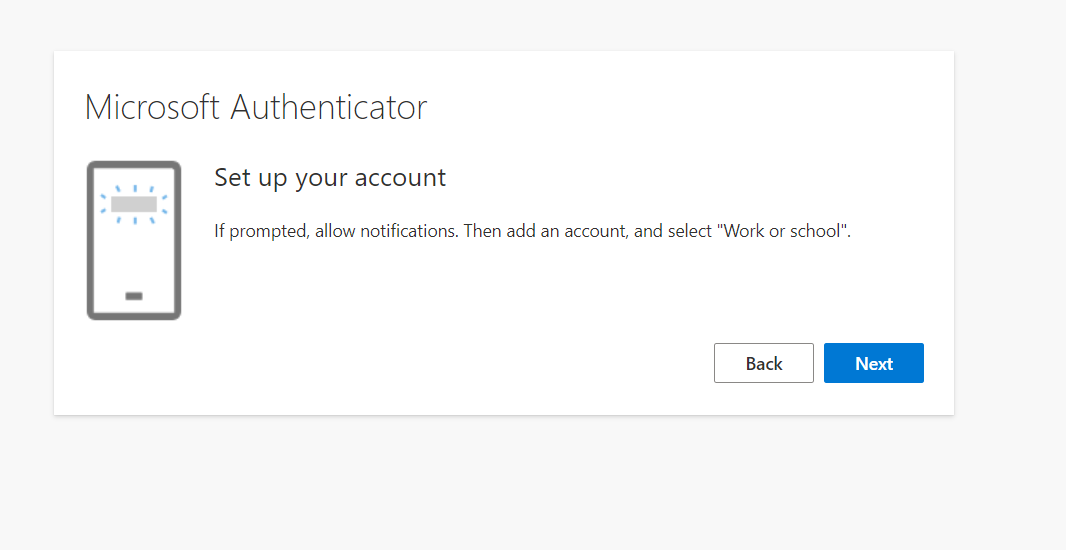 Microsoft Authenticator
Set up your account
If prompted, allow notifications. Then add an account, and select "Work or school".
Back
Next